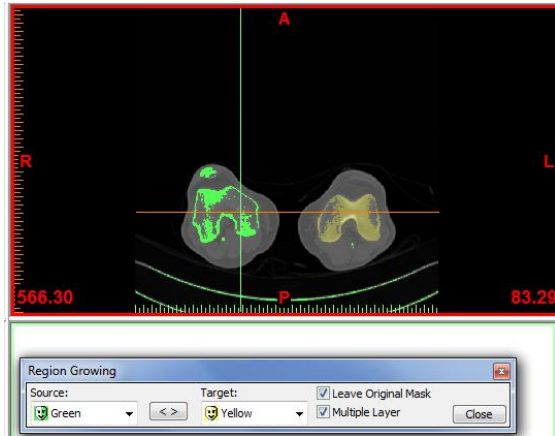 A
R L
566.30 P 83.29
Region Growing
Source: Target: Leave Original Mask
Green < > Yellow Multiple Layer Close